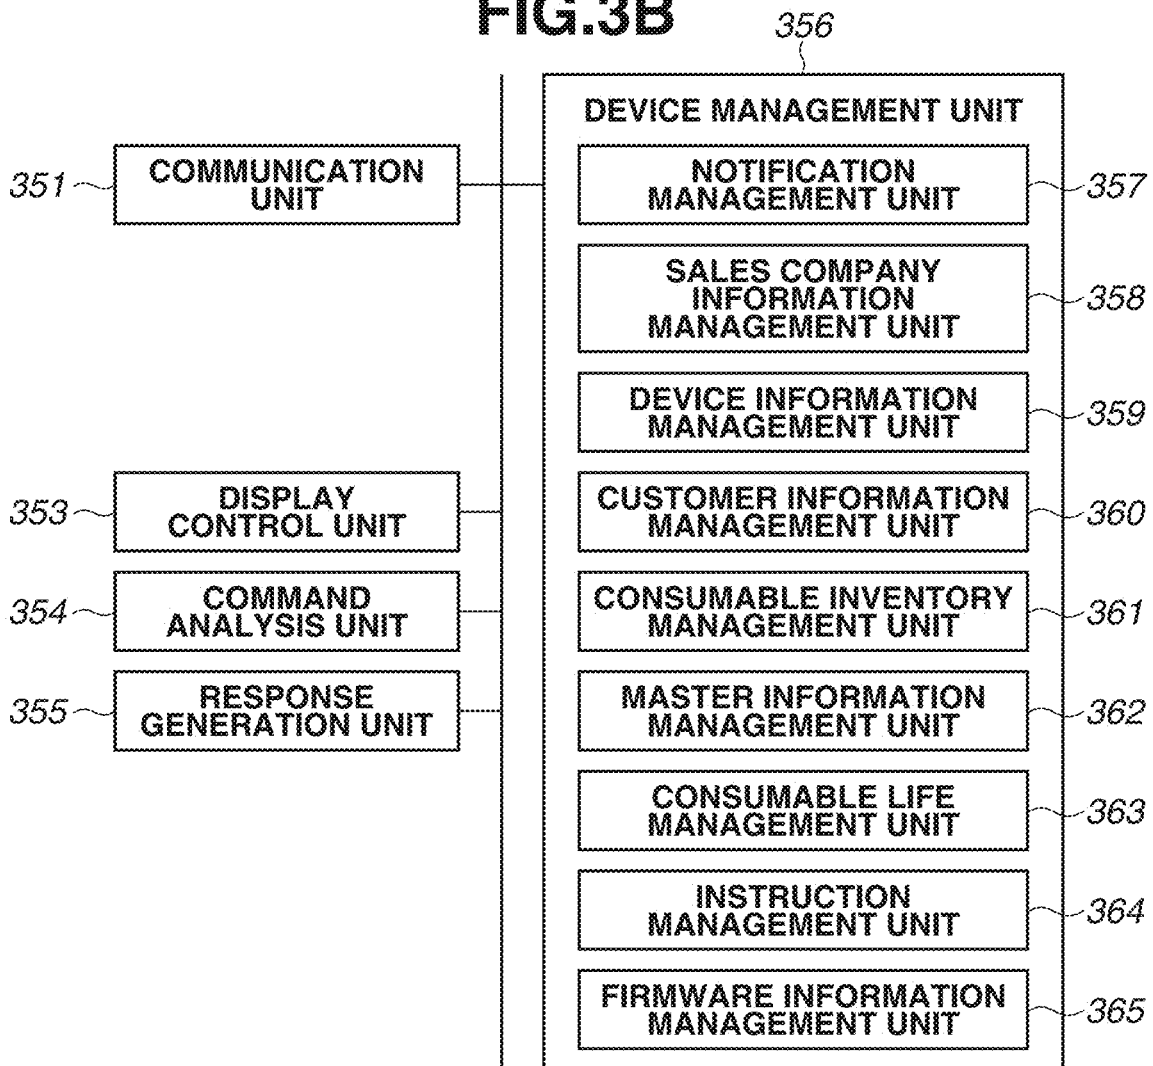 FIG.3B
356
DEVICE MANAGEMENT UNIT
351
COMMUNICATION
UNIT
NOTIFICATION
MANAGEMENT UNIT
357
SALES COMPANY
INFORMATION
MANAGEMENT UNIT
358
DEVICE INFORMATION
MANAGEMENT UNIT
359
353
DISPLAY
CONTROL UNIT
CUSTOMER INFORMATION
MANAGEMENT UNIT
360
354
COMMAND
ANALYSIS UNIT
CONSUMABLE INVENTORY
MANAGEMENT UNIT
361
355
RESPONSE
GENERATION UNIT
MASTER INFORMATION
MANAGEMENT UNIT
362
CONSUMABLE LIFE
MANAGEMENT UNIT
363
INSTRUCTION
MANAGEMENT UNIT
364
FIRMWARE INFORMATION
MANAGEMENT UNIT
365